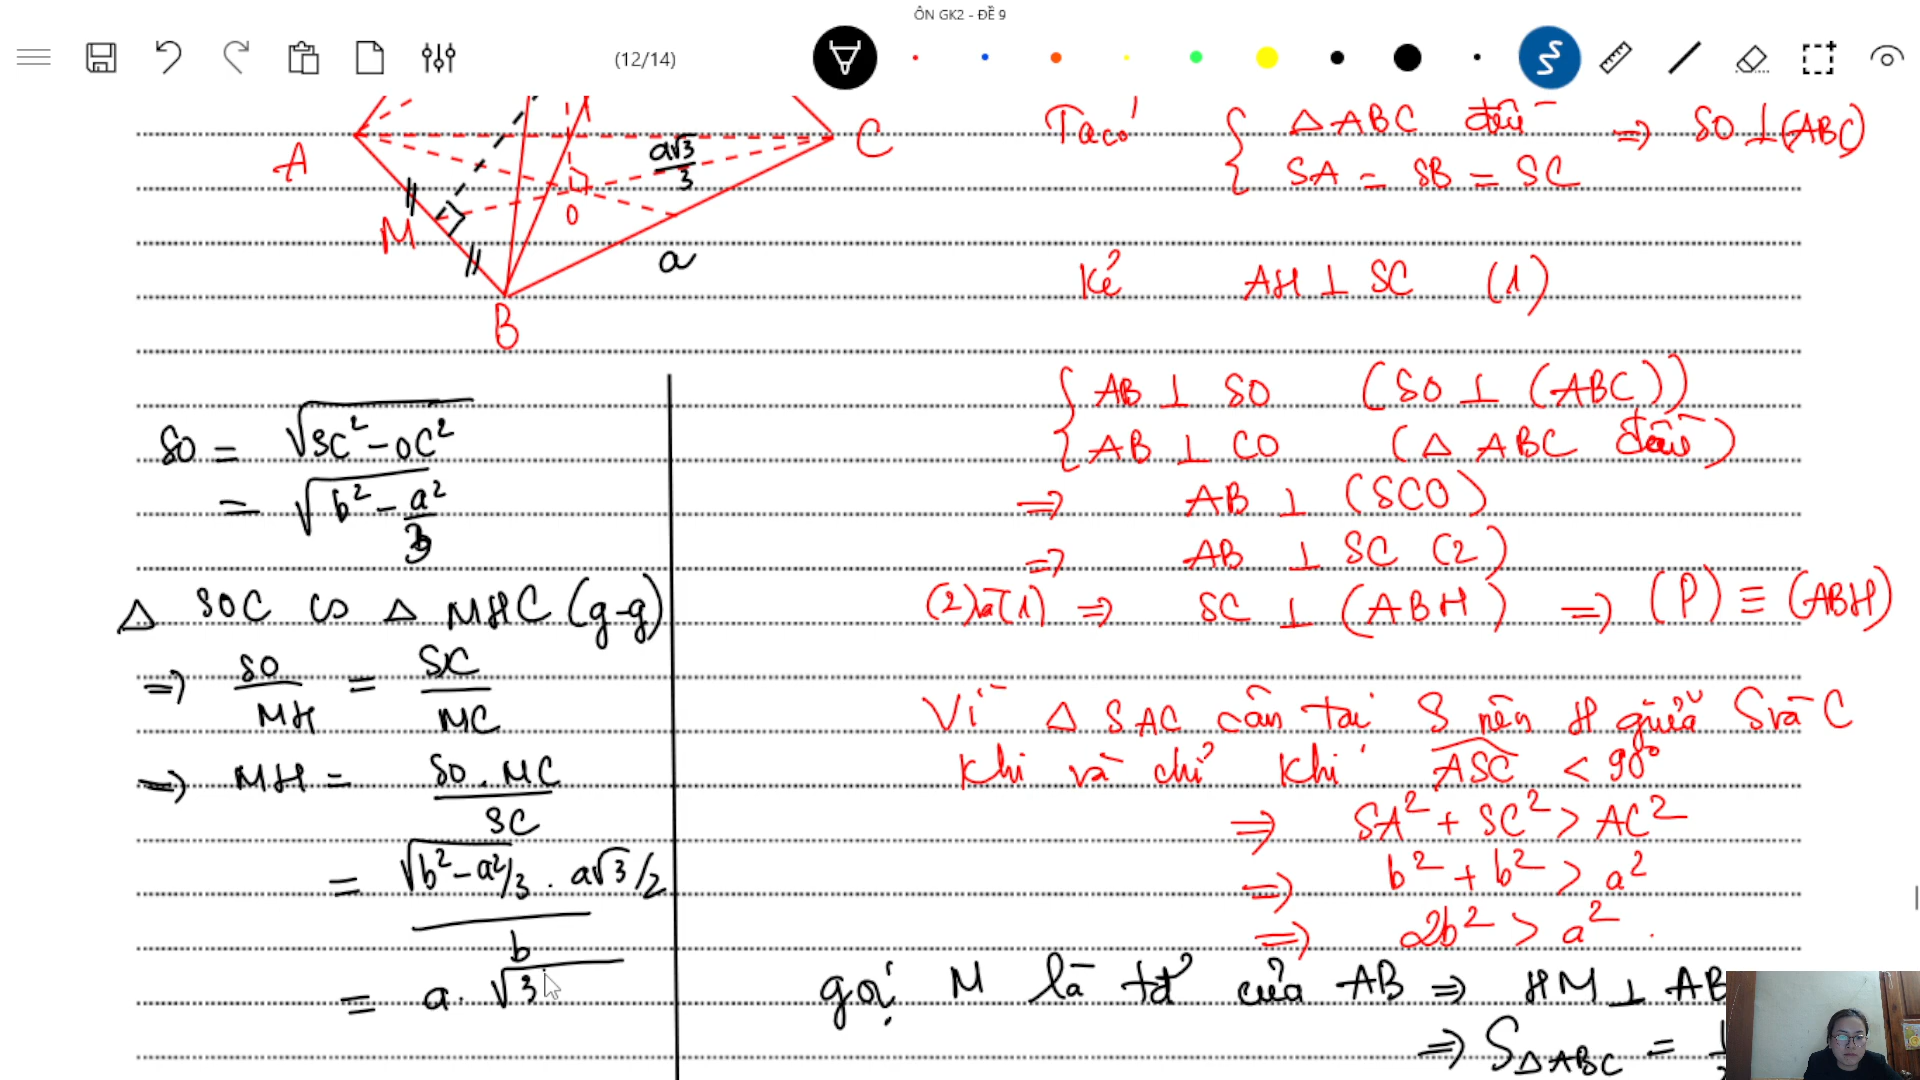 ÔN GK2 - ĐỀ 9
(12/14)
A
C
M
O
B
a
a√3/3
Ta có { △ABC đều ⇒ SO ⊥ (ABC)
SA = SB = SC
Kẻ AH ⊥ SC (1)
{ AB ⊥ SO (SO ⊥ (ABC))
AB ⊥ CO (△ ABC đều)
⇒ AB ⊥ (SCO)
⇒ AB ⊥ SC (2)
(2) và (1) ⇒ SC ⊥ (ABH) ⇒ (P) ≡ (ABH)
Vì △ SAC cân tại S nên H giữa S và C
khi và chỉ khi ASC < 90°
⇒ SA² + SC² > AC²
⇒ b² + b² > a²
⇒ 2b² > a².
gọi M là tđ của AB ⇒ HM ⊥ AB
⇒ S△ABC =
SO = √SC² - OC²
= √b² - a²/3
△ SOC ∽ △ MHC (g-g)
⇒ SO/MH = SC/MC
⇒ MH = SO.MC/SC
= √b² - a²/3 . a√3/2 / b
= a. √3